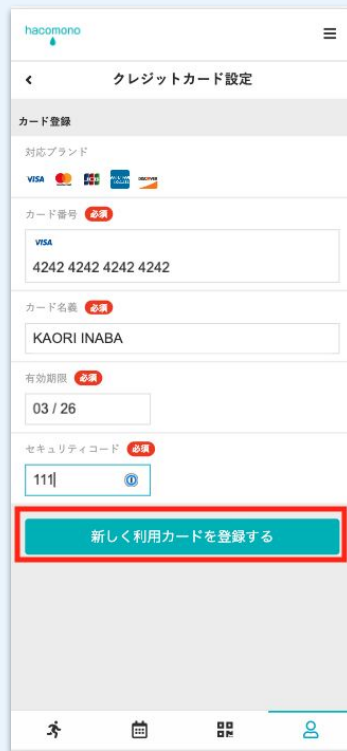 hacomono
クレジットカード設定
カード登録
対応ブランド
VISA JCB DISCOVER
カード番号 必須
VISA
4242 4242 4242 4242
カード名義 必須
KAORI INABA
有効期限 必須
03 / 26
セキュリティコード 必須
111
新しく利用カードを登録する